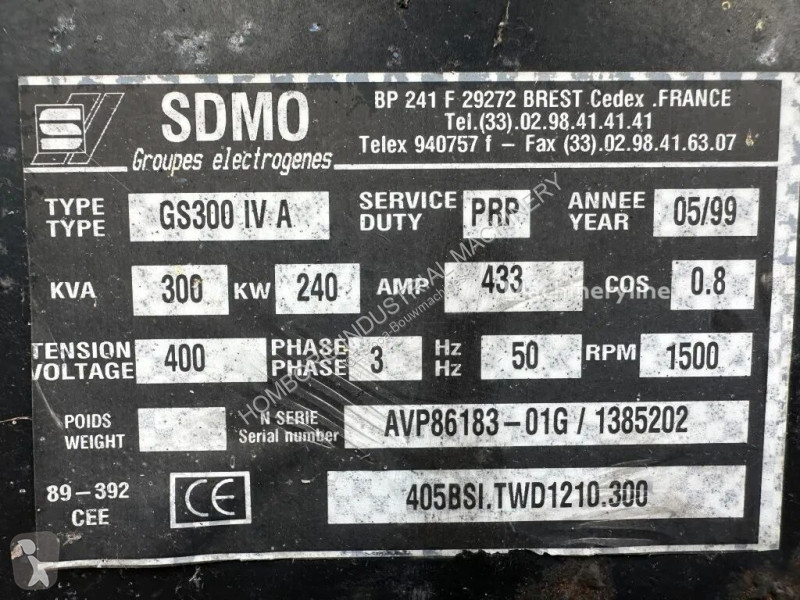 SDMO
Groupes electrogenes
BP 241 F 29272 BREST Cedex .FRANCE
Tel.(33).02.98.41.41.41
Telex 940757 f - Fax (33).02.98.41.63.07
TYPE GS300 IV A SERVICE PRP ANNEE 05/99
TYPE DUTY YEAR
KVA 300 KW 240 AMP 433 COS 0.8
TENSION 400 PHASE 3 Hz 50 RPM 1500
VOLTAGE PHASE Hz
POIDS N SERIE AVP86183-01G / 1385202
WEIGHT Serial number
89-392 CE 405BSI.TWD1210.300
CEE
HOMBURG INDUSTRIAL MACHINERY